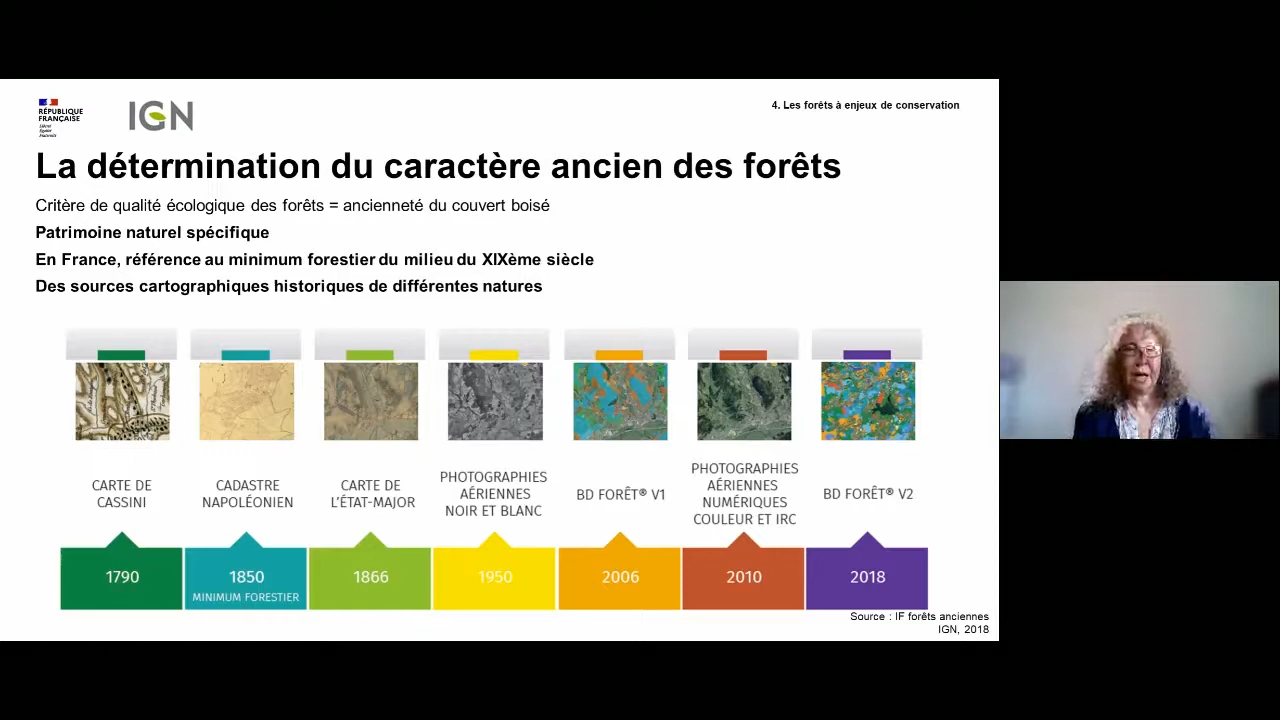 RÉPUBLIQUE
FRANÇAISE
Liberté
Égalité
Fraternité
IGN
4. Les forêts à enjeux de conservation
La détermination du caractère ancien des forêts
Critère de qualité écologique des forêts = ancienneté du couvert boisé
Patrimoine naturel spécifique
En France, référence au minimum forestier du milieu du XIXème siècle
Des sources cartographiques historiques de différentes natures
CARTE DE
CASSINI
CADASTRE
NAPOLÉONIEN
CARTE DE
L'ÉTAT-MAJOR
PHOTOGRAPHIES
AÉRIENNES
NOIR ET BLANC
BD FORÊT® V1
PHOTOGRAPHIES
AÉRIENNES
NUMÉRIQUES
COULEUR ET IRC
BD FORÊT® V2
1790
1850
MINIMUM FORESTIER
1866
1950
2006
2010
2018
Source : IF forêts anciennes
IGN, 2018